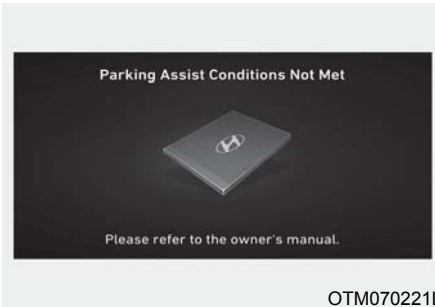 Parking Assist Conditions Not Met
Please refer to the owner's manual.
OTM070221L